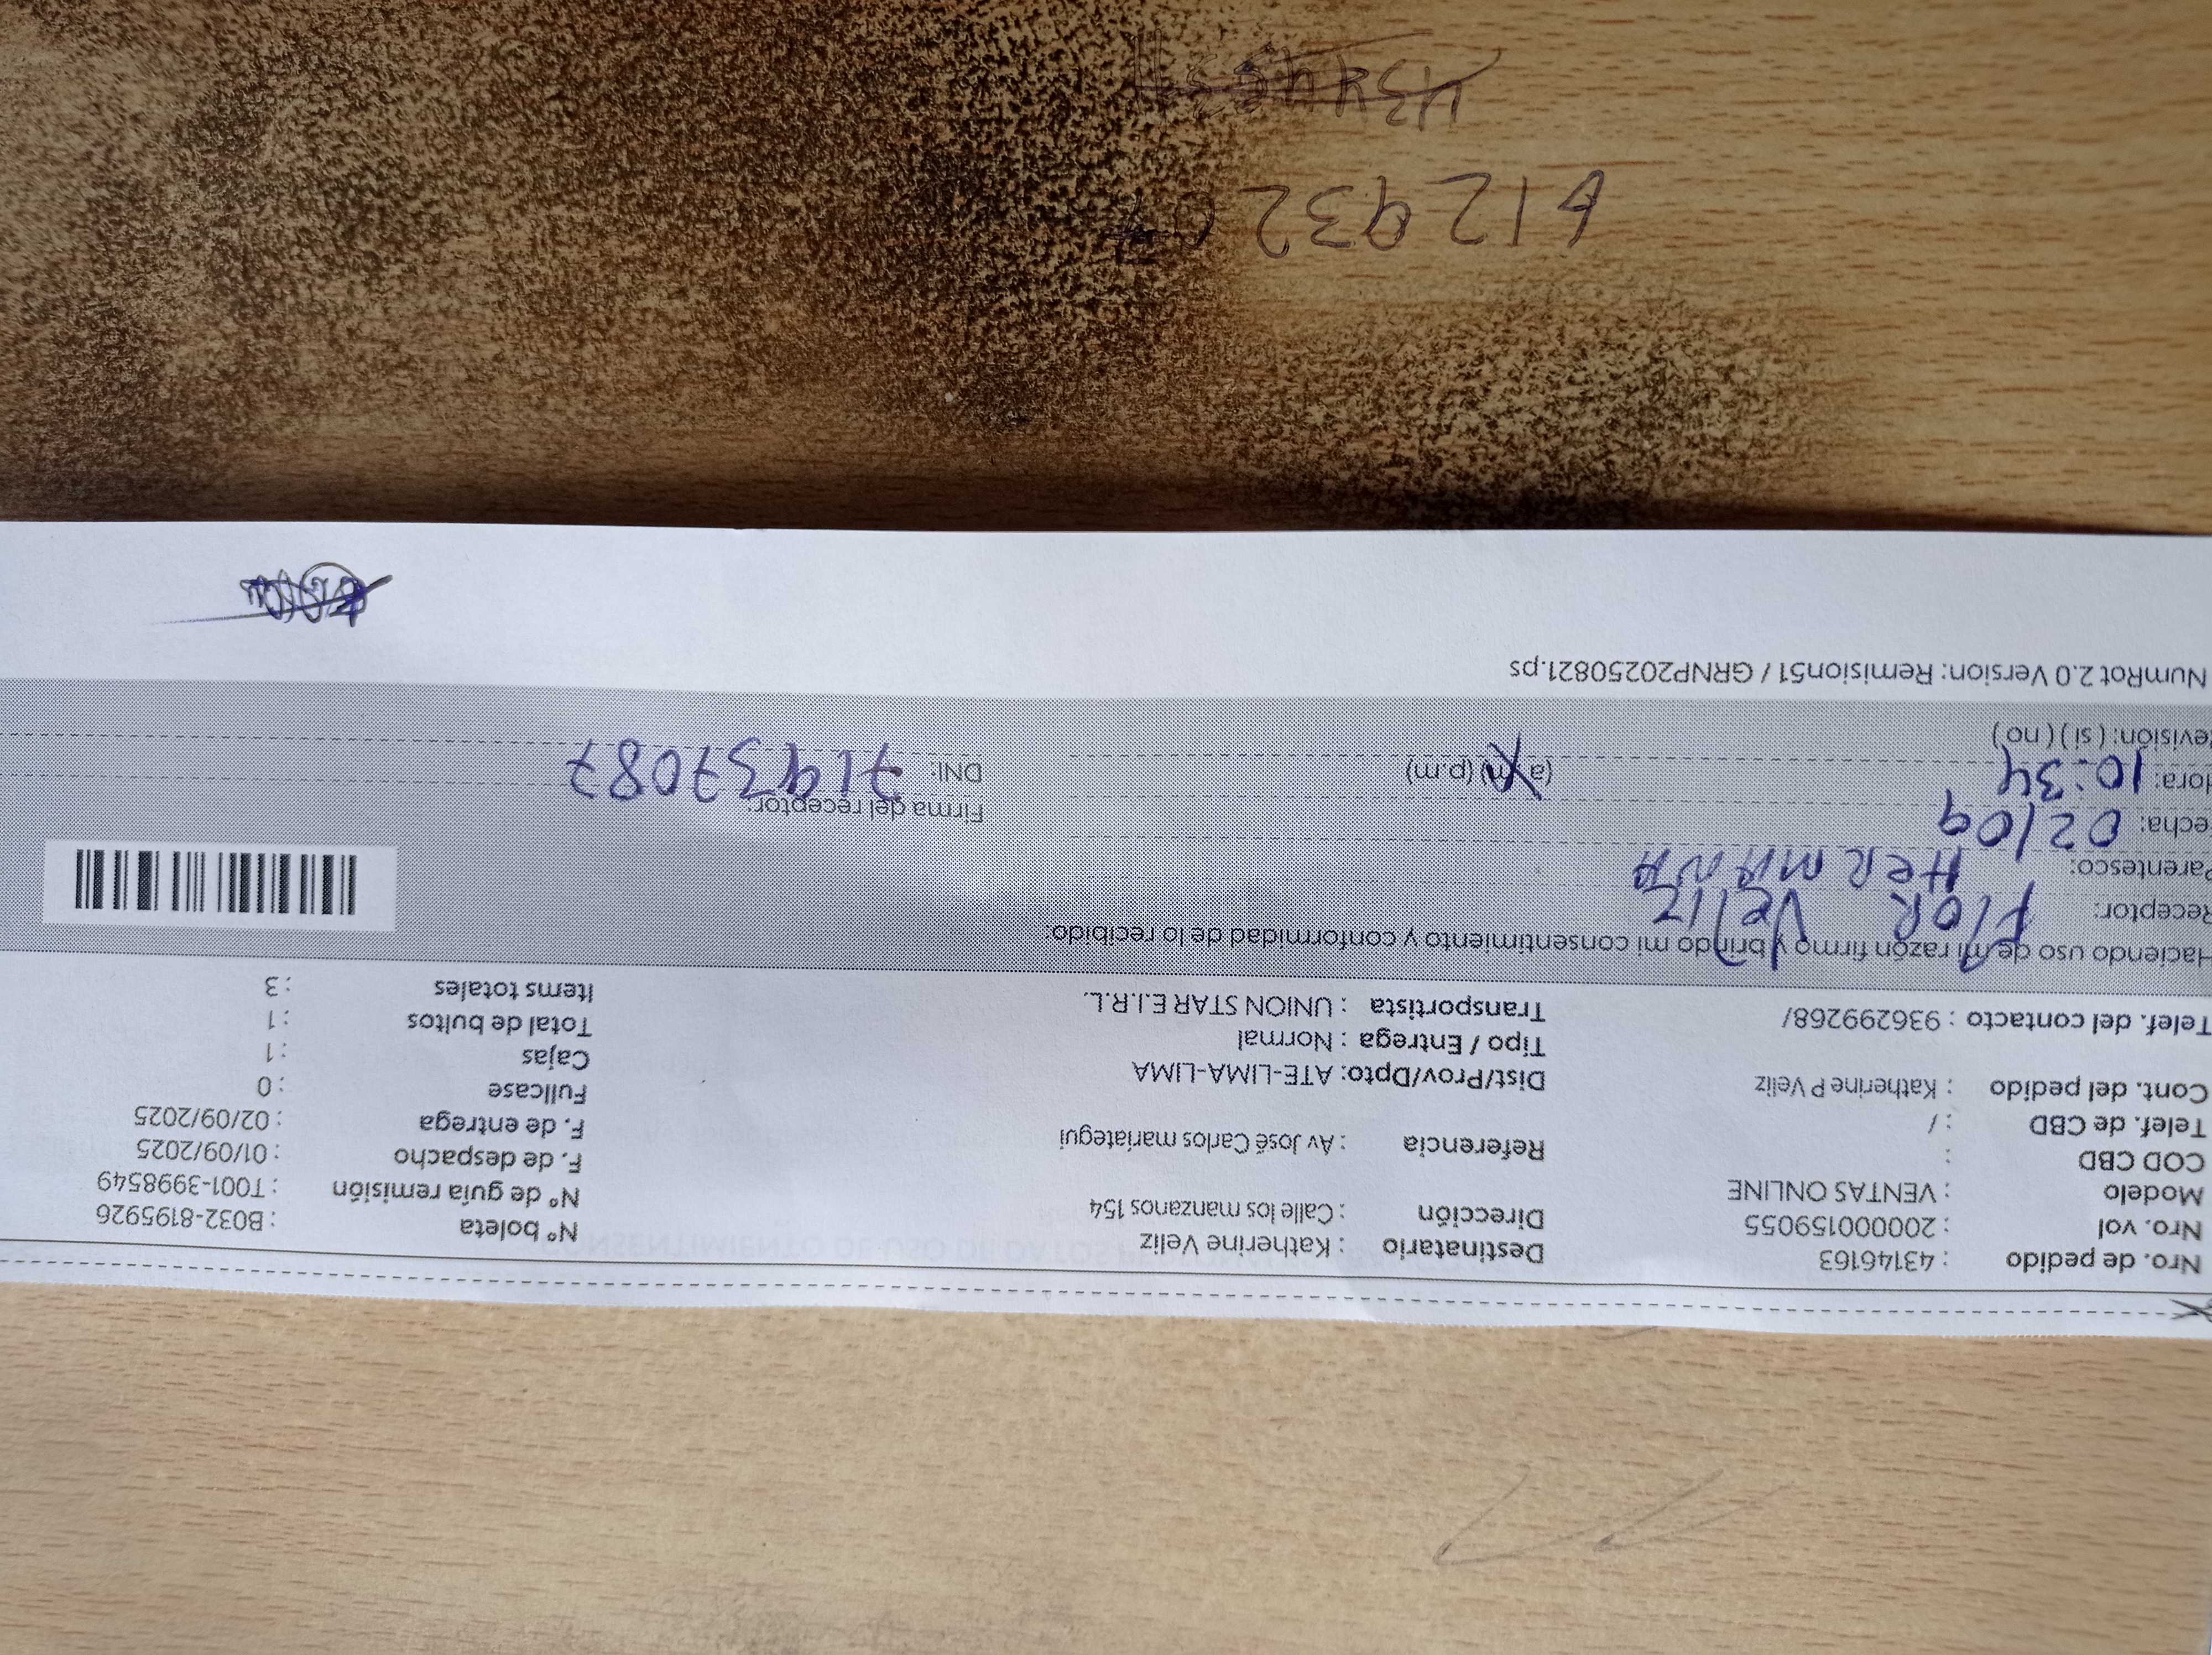 Nro. de pedido : 43146163
Nro. vol : 20000159055
Modelo : VENTAS ONLINE
COD CBD :
Telef. de CBD : /
Cont. del pedido : Katherine P Veliz
Telef. del contacto : 936299268/
Destinatario : Katherine Veliz
Dirección : Calle los manzanos 154
Referencia : Av José Carlos mariategui
Dist/Prov/Dpto: ATE-LIMA-LIMA
Tipo / Entrega : Normal
Transportista : UNION STAR E.I.R.L.
N° boleta : B032-8195926
N° de guía remisión : T001-3998549
F. de despacho : 01/09/2025
F. de entrega : 02/09/2025
Fullcase : 0
Cajas : 1
Total de bultos : 1
Items totales : 3
Haciendo uso de mi razón firmo y brindo mi consentimiento y conformidad de lo recibido:
Receptor: FLOR VELIZ
Parentesco: HERMANA
echa: 02/09
Hora: 10:34 (a.m) (p.m)
evisión: ( si ) ( no )
Firma del receptor:
DNI: 71937087
NumRot 2.0 Version: Remision51 / GRNP20250821.ps